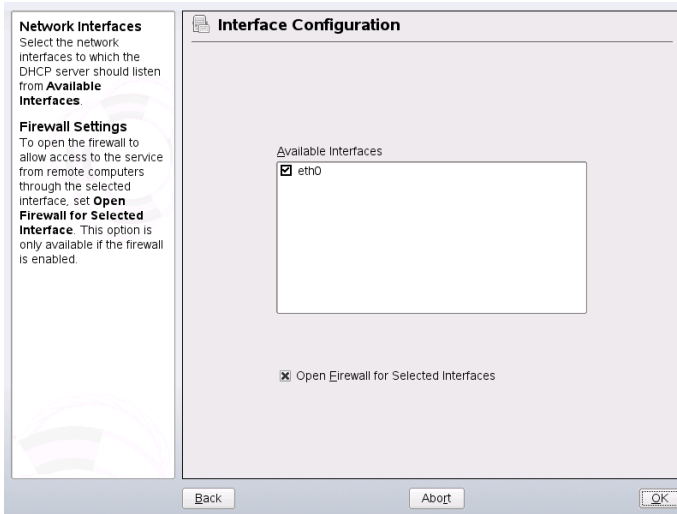 Network Interfaces
Select the network
interfaces to which the
DHCP server should listen
from Available
Interfaces.
Firewall Settings
To open the firewall to
allow access to the service
from remote computers
through the selected
interface, set Open
Firewall for Selected
Interface. This option is
only available if the firewall
is enabled.
Interface Configuration
Available Interfaces
eth0
Open Firewall for Selected Interfaces
Back
Abort
OK